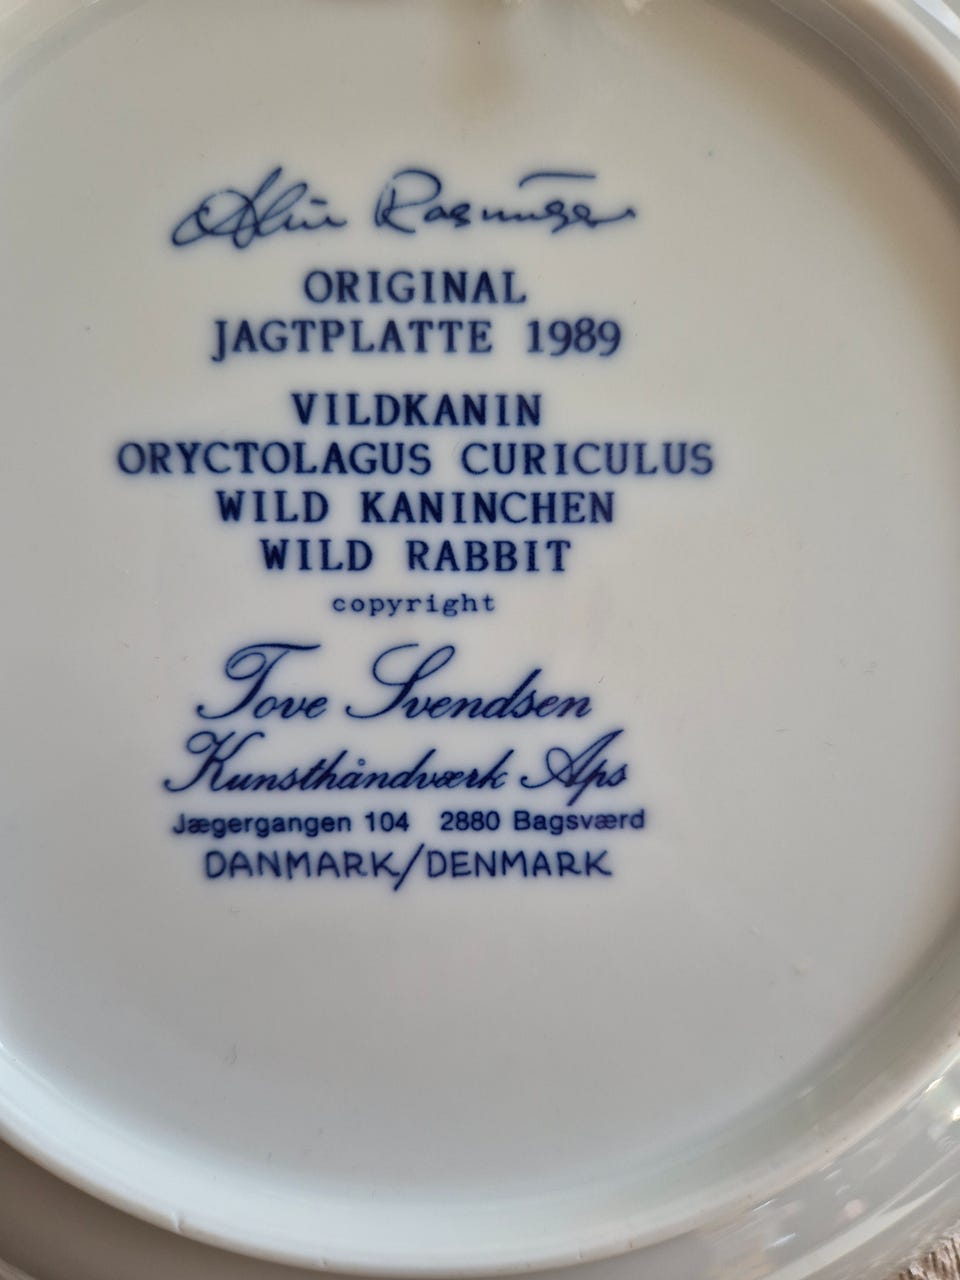 Rasmussen
ORIGINAL
JAGTPLATTE 1989
VILDKANIN
ORYCTOLAGUS CURICULUS
WILD KANINCHEN
WILD RABBIT
copyright
Tove Svendsen
Kunsthåndværk Aps
Jægergangen 104 2880 Bagsværd
DANMARK/DENMARK